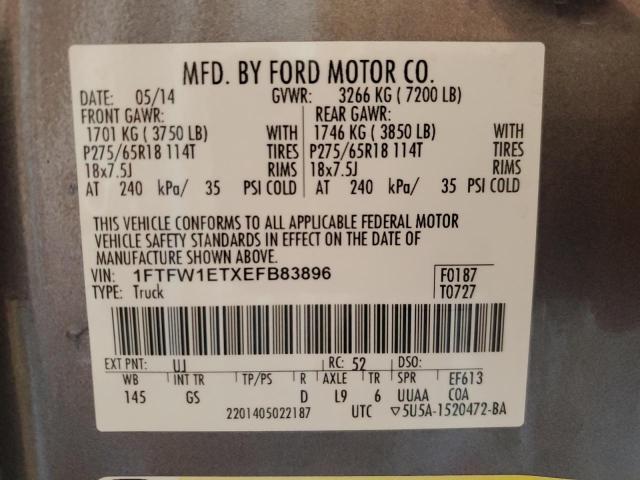 MFD. BY FORD MOTOR CO.
DATE: 05/14 GVWR: 3266 KG ( 7200 LB)
FRONT GAWR: REAR GAWR:
1701 KG ( 3750 LB) WITH 1746 KG ( 3850 LB) WITH
P275/65R18 114T TIRES P275/65R18 114T TIRES
18x7.5J RIMS 18x7.5J RIMS
AT 240 kPa/ 35 PSI COLD AT 240 kPa/ 35 PSI COLD
THIS VEHICLE CONFORMS TO ALL APPLICABLE FEDERAL MOTOR
VEHICLE SAFETY STANDARDS IN EFFECT ON THE DATE OF
MANUFACTURE SHOWN ABOVE.
VIN: 1FTFW1ETXEFB83896 F0187
TYPE: Truck T0727
EXT PNT: UJ RC: 52 DSO:
WB INT TR TP/PS R AXLE TR SPR EF613
145 GS D L9 6 UUAA COA
2201405022187 UTC ▽5U5A-1520472-BA